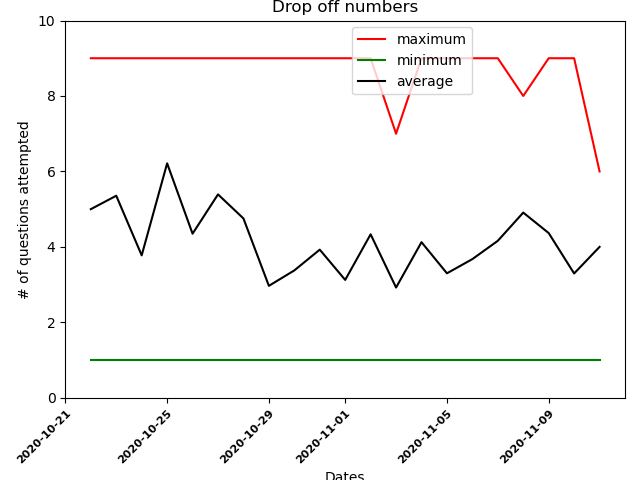 Drop off numbers
10
8
6
4
2
0
# of questions attempted
maximum
minimum
average
2020-10-21
2020-10-25
2020-10-29
2020-11-01
2020-11-05
2020-11-09
Dates